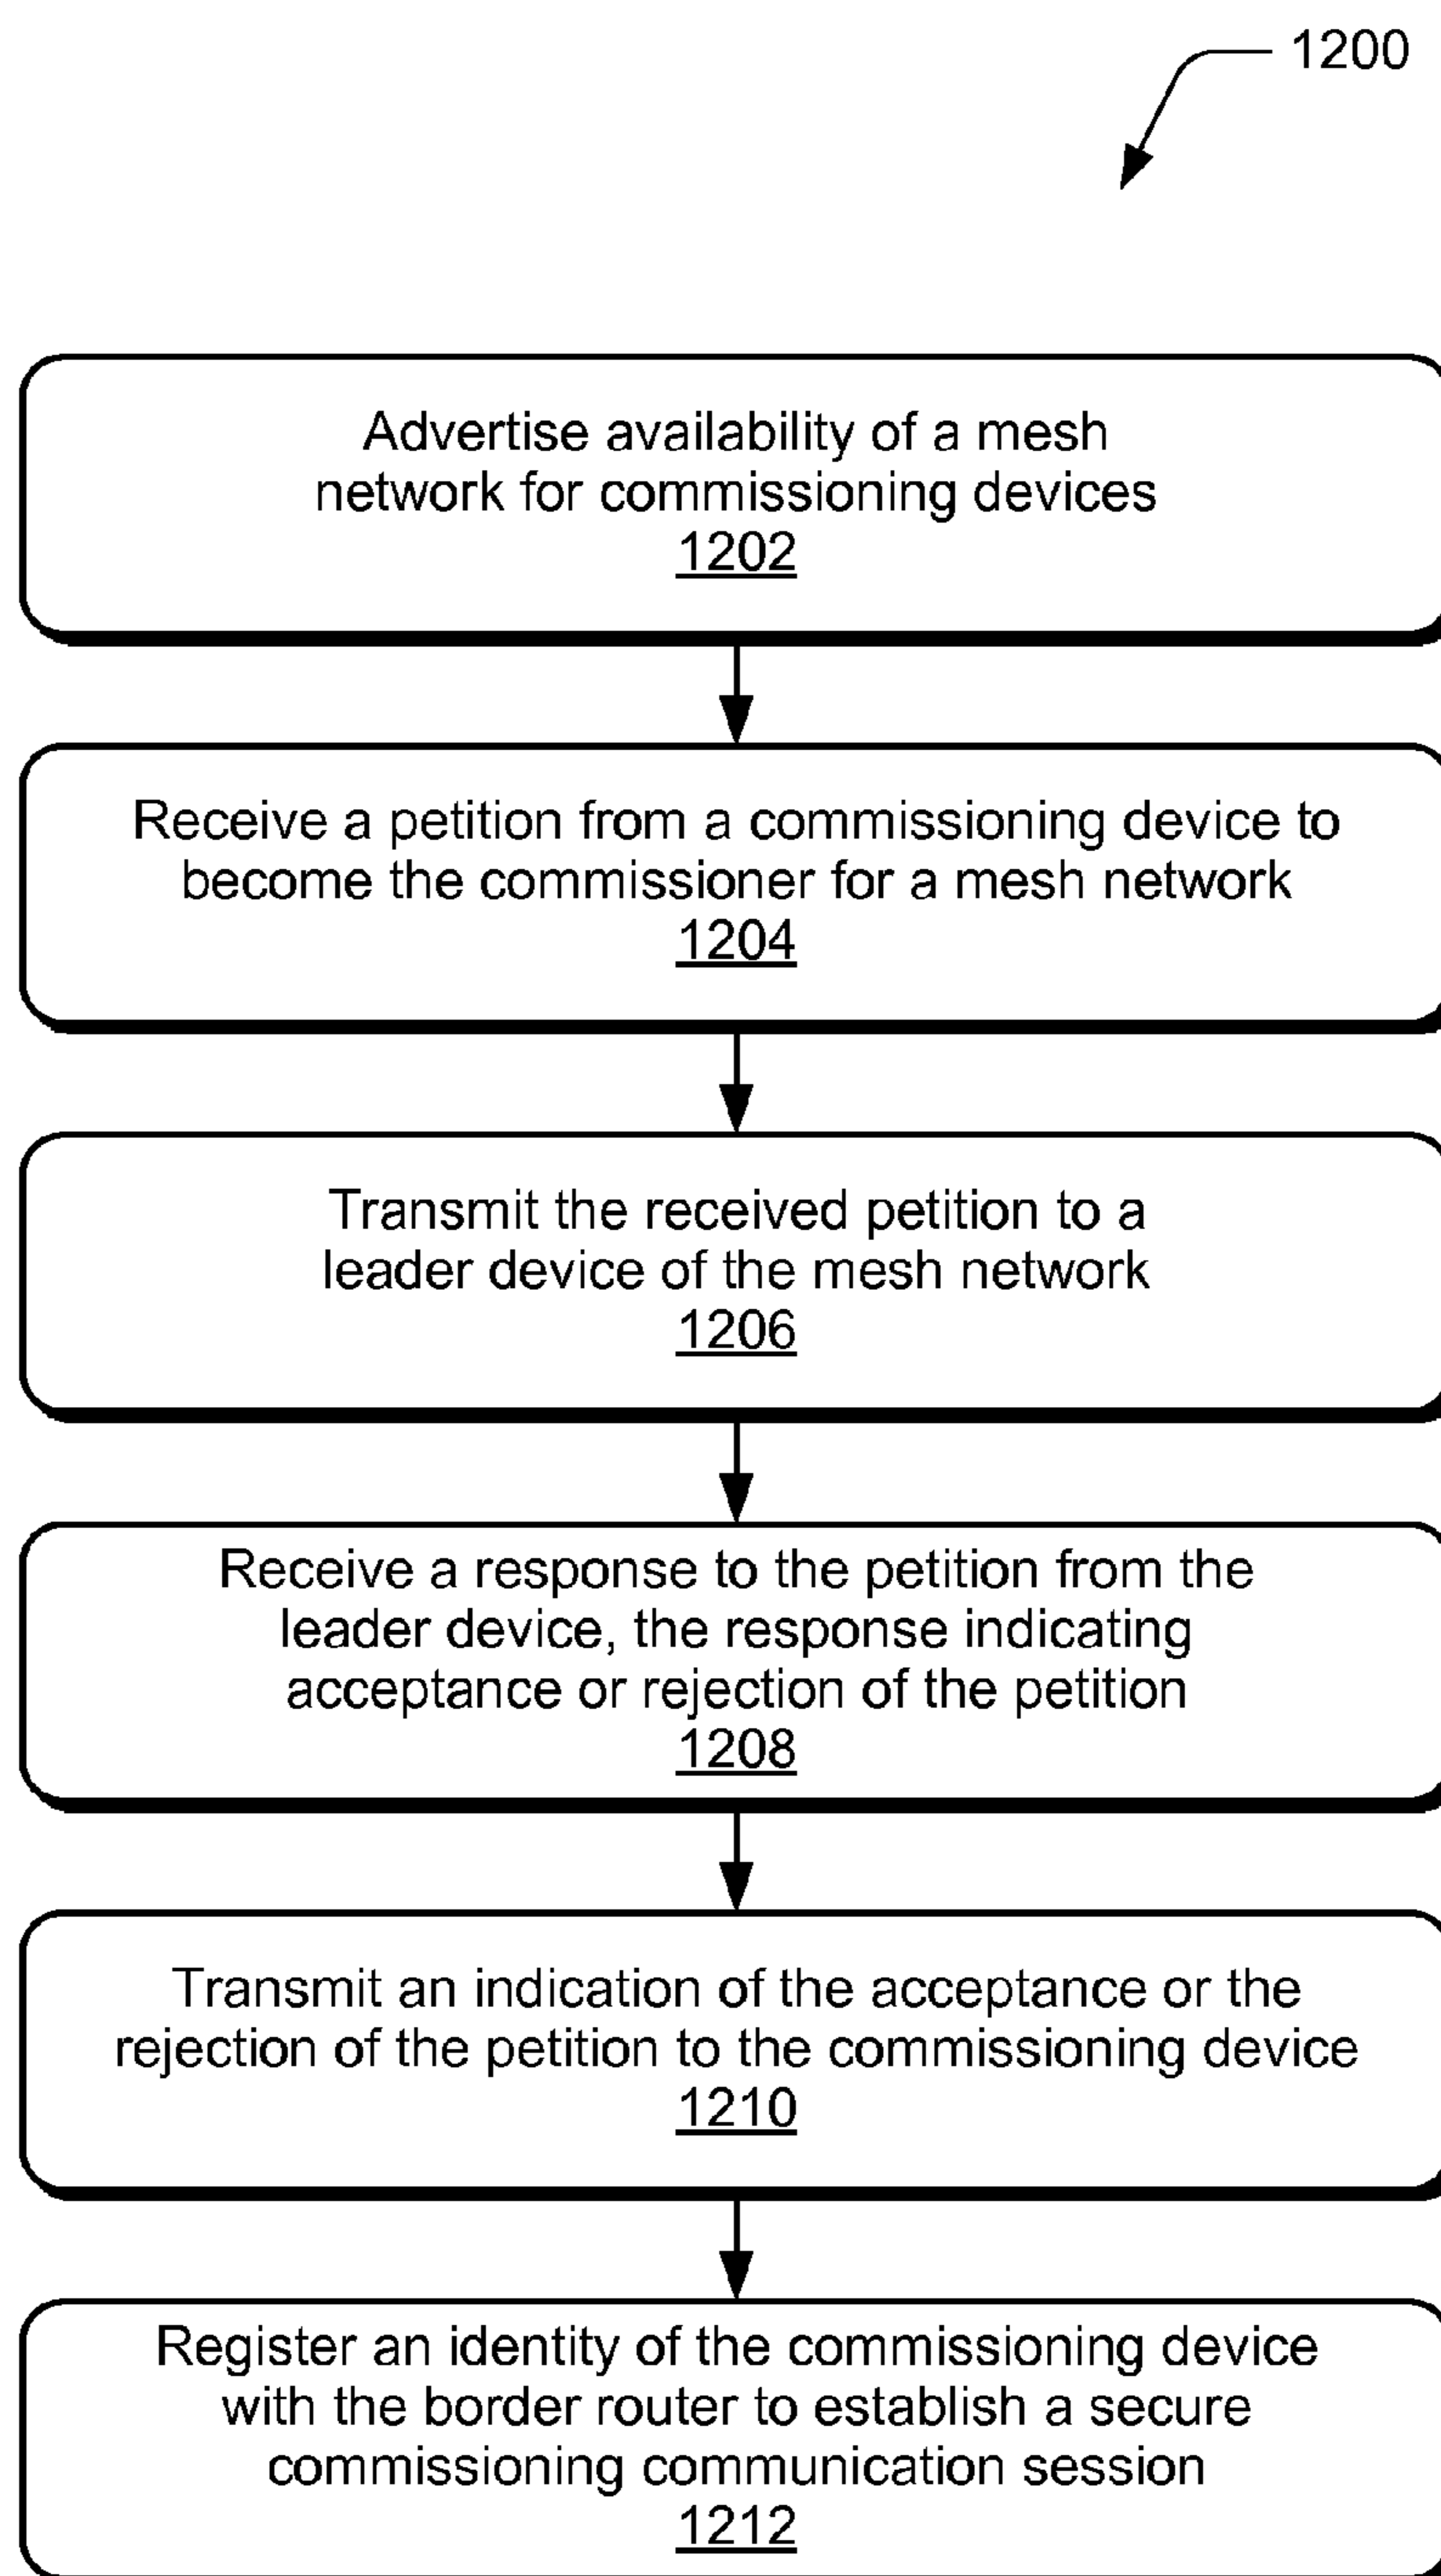 1200
Advertise availability of a mesh
network for commissioning devices
1202
Receive a petition from a commissioning device to
become the commissioner for a mesh network
1204
Transmit the received petition to a
leader device of the mesh network
1206
Receive a response to the petition from the
leader device, the response indicating
acceptance or rejection of the petition
1208
Transmit an indication of the acceptance or the
rejection of the petition to the commissioning device
1210
Register an identity of the commissioning device
with the border router to establish a secure
commissioning communication session
1212